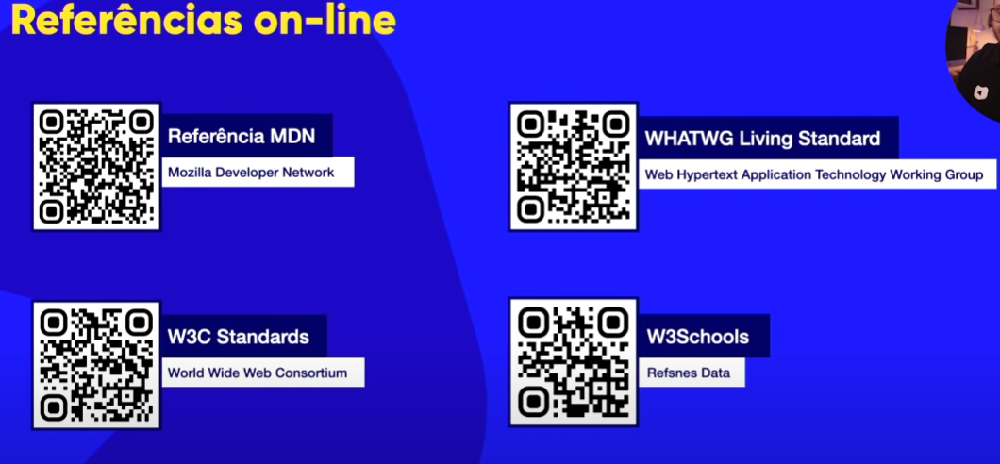 Referências on-line
Referência MDN
Mozilla Developer Network
WHATWG Living Standard
Web Hypertext Application Technology Working Group
W3C Standards
World Wide Web Consortium
W3Schools
Refsnes Data